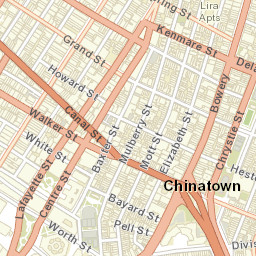 Lira
Apts
Kenmare St
Grand St
Howard St
Bowery
Chrystie St
Canal St
Walker St
White St
Baxter St
Mulberry St
Mott St
Elizabeth St
Chinatown
Lafayette St
Centre St
Bayard St
Pell St
Worth St